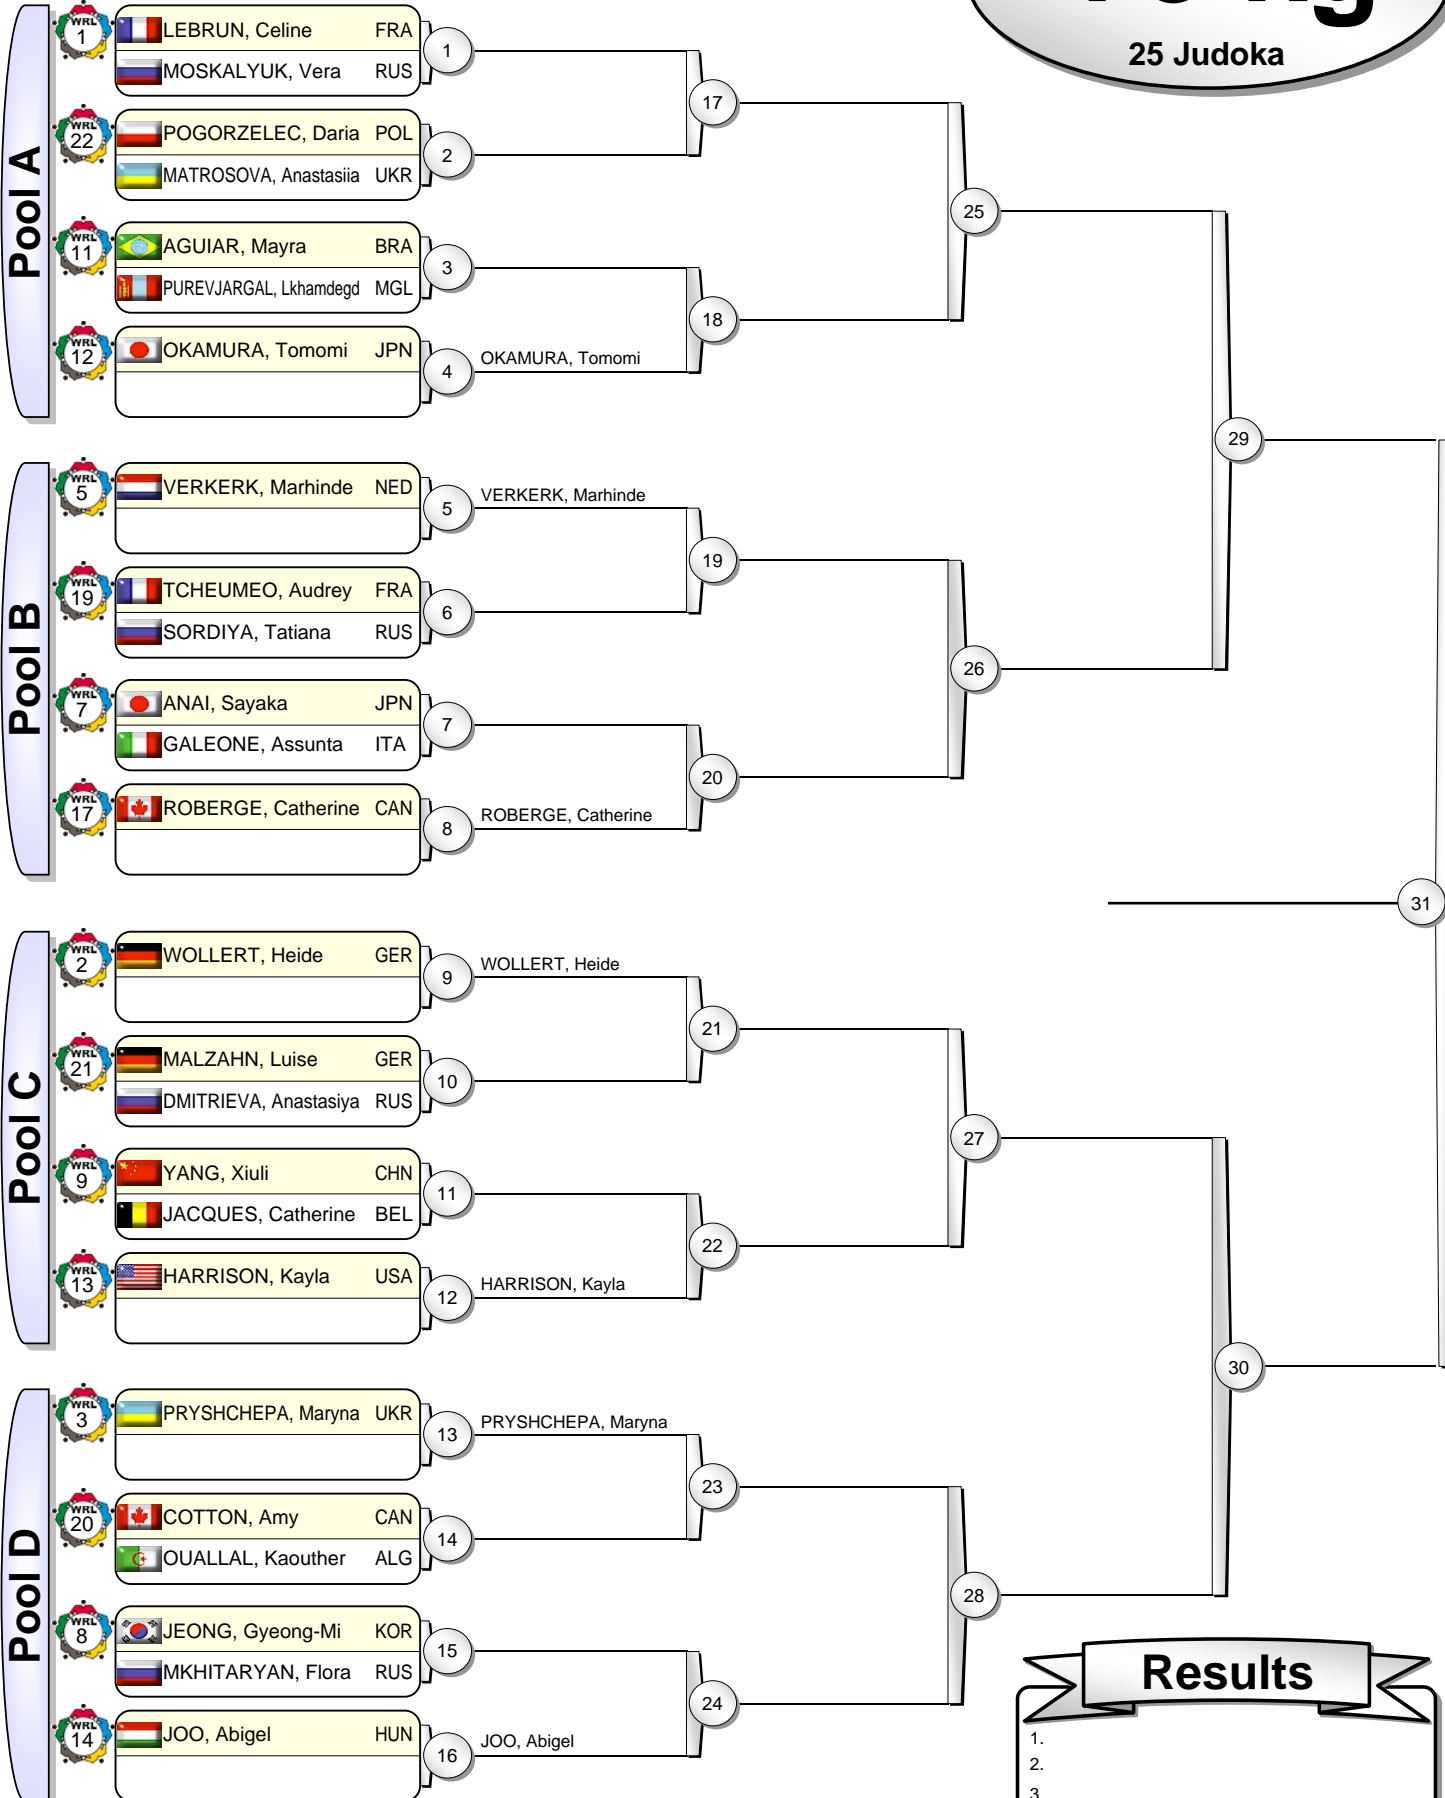 25 Judoka
Pool A
WRL 1
LEBRUN, Celine FRA
MOSKALYUK, Vera RUS
1
WRL 22
POGORZELEC, Daria POL
MATROSOVA, Anastasiia UKR
2
17
WRL 11
AGUIAR, Mayra BRA
PUREVJARGAL, Lkhamdegd MGL
3
WRL 12
OKAMURA, Tomomi JPN
4
OKAMURA, Tomomi
18
25
Pool B
WRL 5
VERKERK, Marhinde NED
5
VERKERK, Marhinde
WRL 19
TCHEUMEO, Audrey FRA
SORDIYA, Tatiana RUS
6
19
WRL 7
ANAI, Sayaka JPN
GALEONE, Assunta ITA
7
WRL 17
ROBERGE, Catherine CAN
8
ROBERGE, Catherine
20
26
29
31
Pool C
WRL 2
WOLLERT, Heide GER
9
WOLLERT, Heide
WRL 21
MALZAHN, Luise GER
DMITRIEVA, Anastasiya RUS
10
21
WRL 9
YANG, Xiuli CHN
JACQUES, Catherine BEL
11
WRL 13
HARRISON, Kayla USA
12
HARRISON, Kayla
22
27
Pool D
WRL 3
PRYSHCHEPA, Maryna UKR
13
PRYSHCHEPA, Maryna
WRL 20
COTTON, Amy CAN
OUALLAL, Kaouther ALG
14
23
WRL 8
JEONG, Gyeong-Mi KOR
MKHITARYAN, Flora RUS
15
WRL 14
JOO, Abigel HUN
16
JOO, Abigel
24
28
30
Results
1.
2.
3